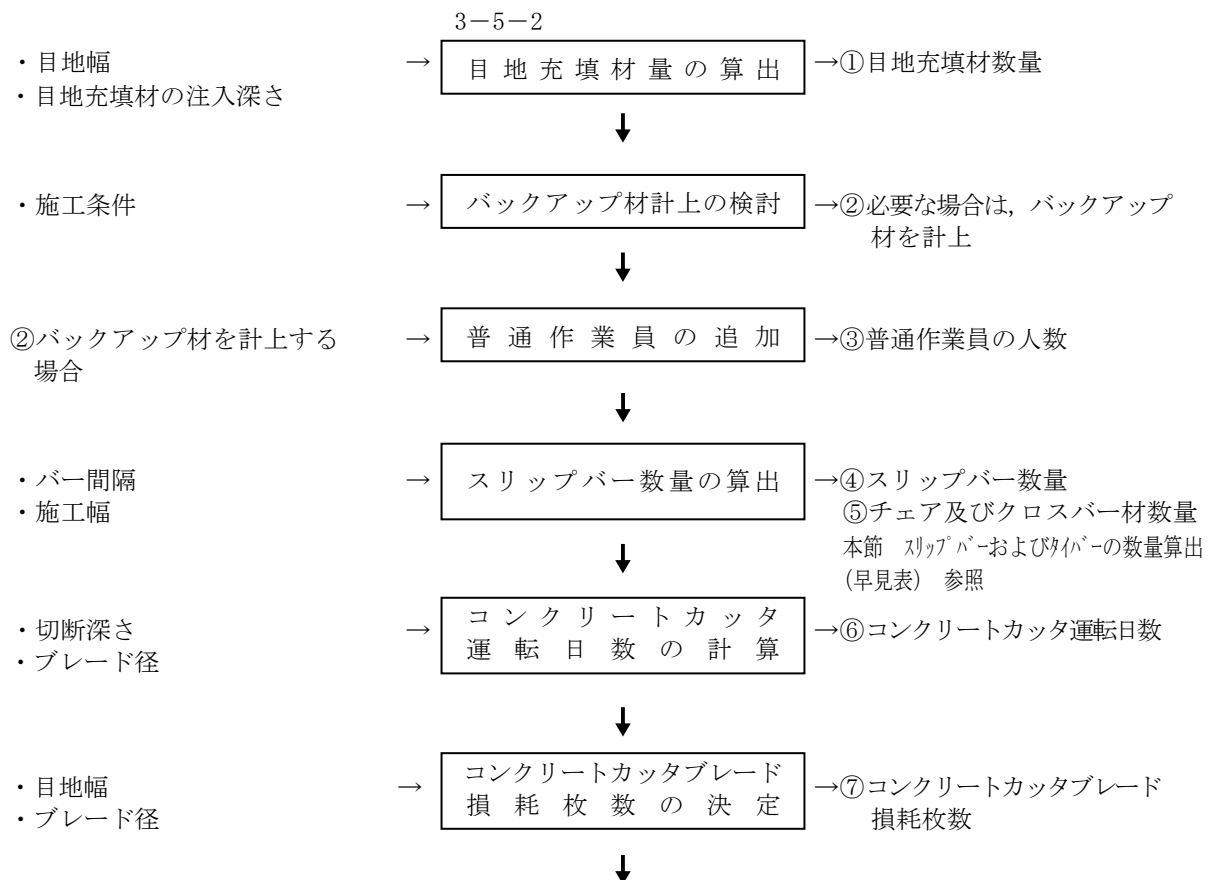 3-5-2
・目地幅
・目地充填材の注入深さ
→
目地充填材量の算出
→①目地充填材数量
・施工条件
→
バックアップ材計上の検討
→②必要な場合は，バックアップ
材を計上
②バックアップ材を計上する
場合
→
普通作業員の追加
→③普通作業員の人数
・バー間隔
・施工幅
→
スリップバー数量の算出
→④スリップバー数量
⑤チェア及びクロスバー材数量
本節　ｽﾘｯﾌﾟﾊﾞｰおよびﾀｲﾊﾞｰの数量算出
(早見表)　参照
・切断深さ
・ブレード径
→
コンクリートカッタ
運転日数の計算
→⑥コンクリートカッタ運転日数
・目地幅
・ブレード径
→
コンクリートカッタブレード
損耗枚数の決定
→⑦コンクリートカッタブレード
損耗枚数